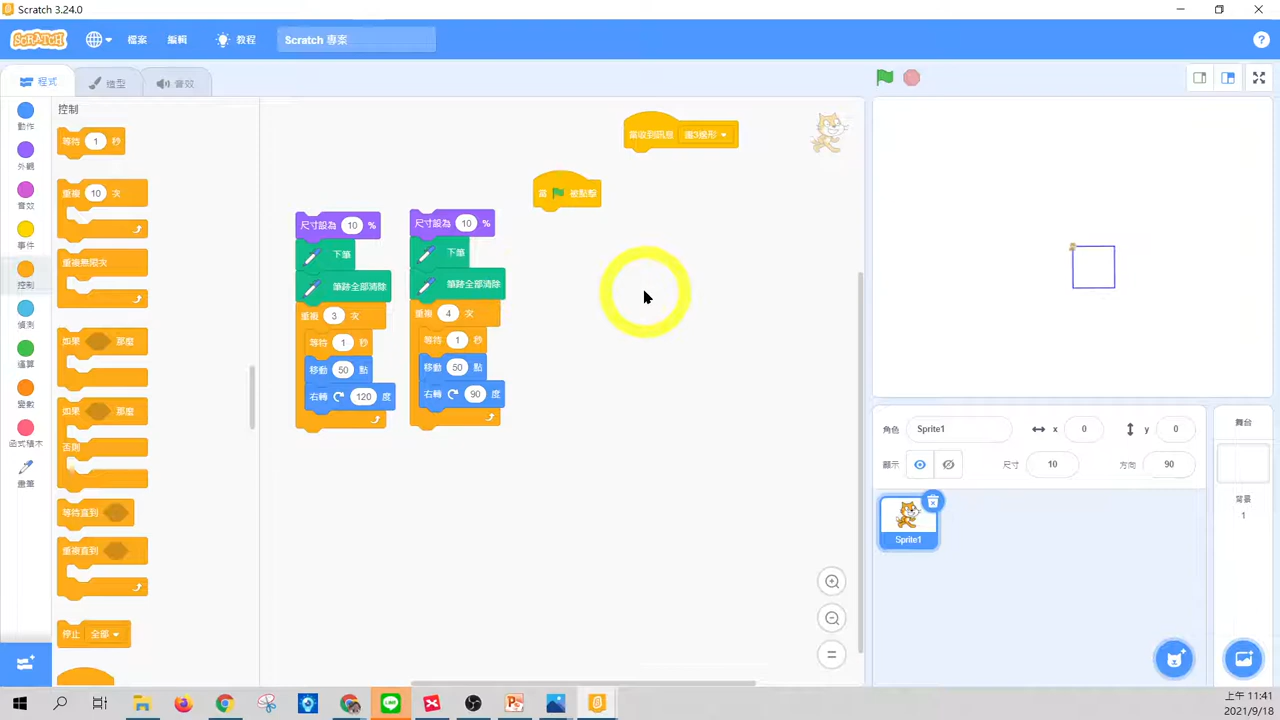 Scratch 3.24.0
SCRATCH 檔案 編輯 教程 Scratch 專案
程式 造型 音效
動作
外觀
音效
事件
控制
偵測
運算
變數
函式積木
畫筆
控制
等待 1 秒
重複 10 次
重複無限次
如果 那麼
如果 那麼
否則
等待直到
重複直到
停止 全部
當收到訊息 畫3邊形
當 被點擊
尺寸設為 10 %
下筆
筆跡全部清除
重複 3 次
等待 1 秒
移動 50 點
右轉 120 度
尺寸設為 10 %
下筆
筆跡全部清除
重複 4 次
等待 1 秒
移動 50 點
右轉 90 度
角色 Sprite1 x 0 y 0
顯示 尺寸 10 方向 90
Sprite1
舞台
背景
1
LINE
上午 11:41
2021/9/18